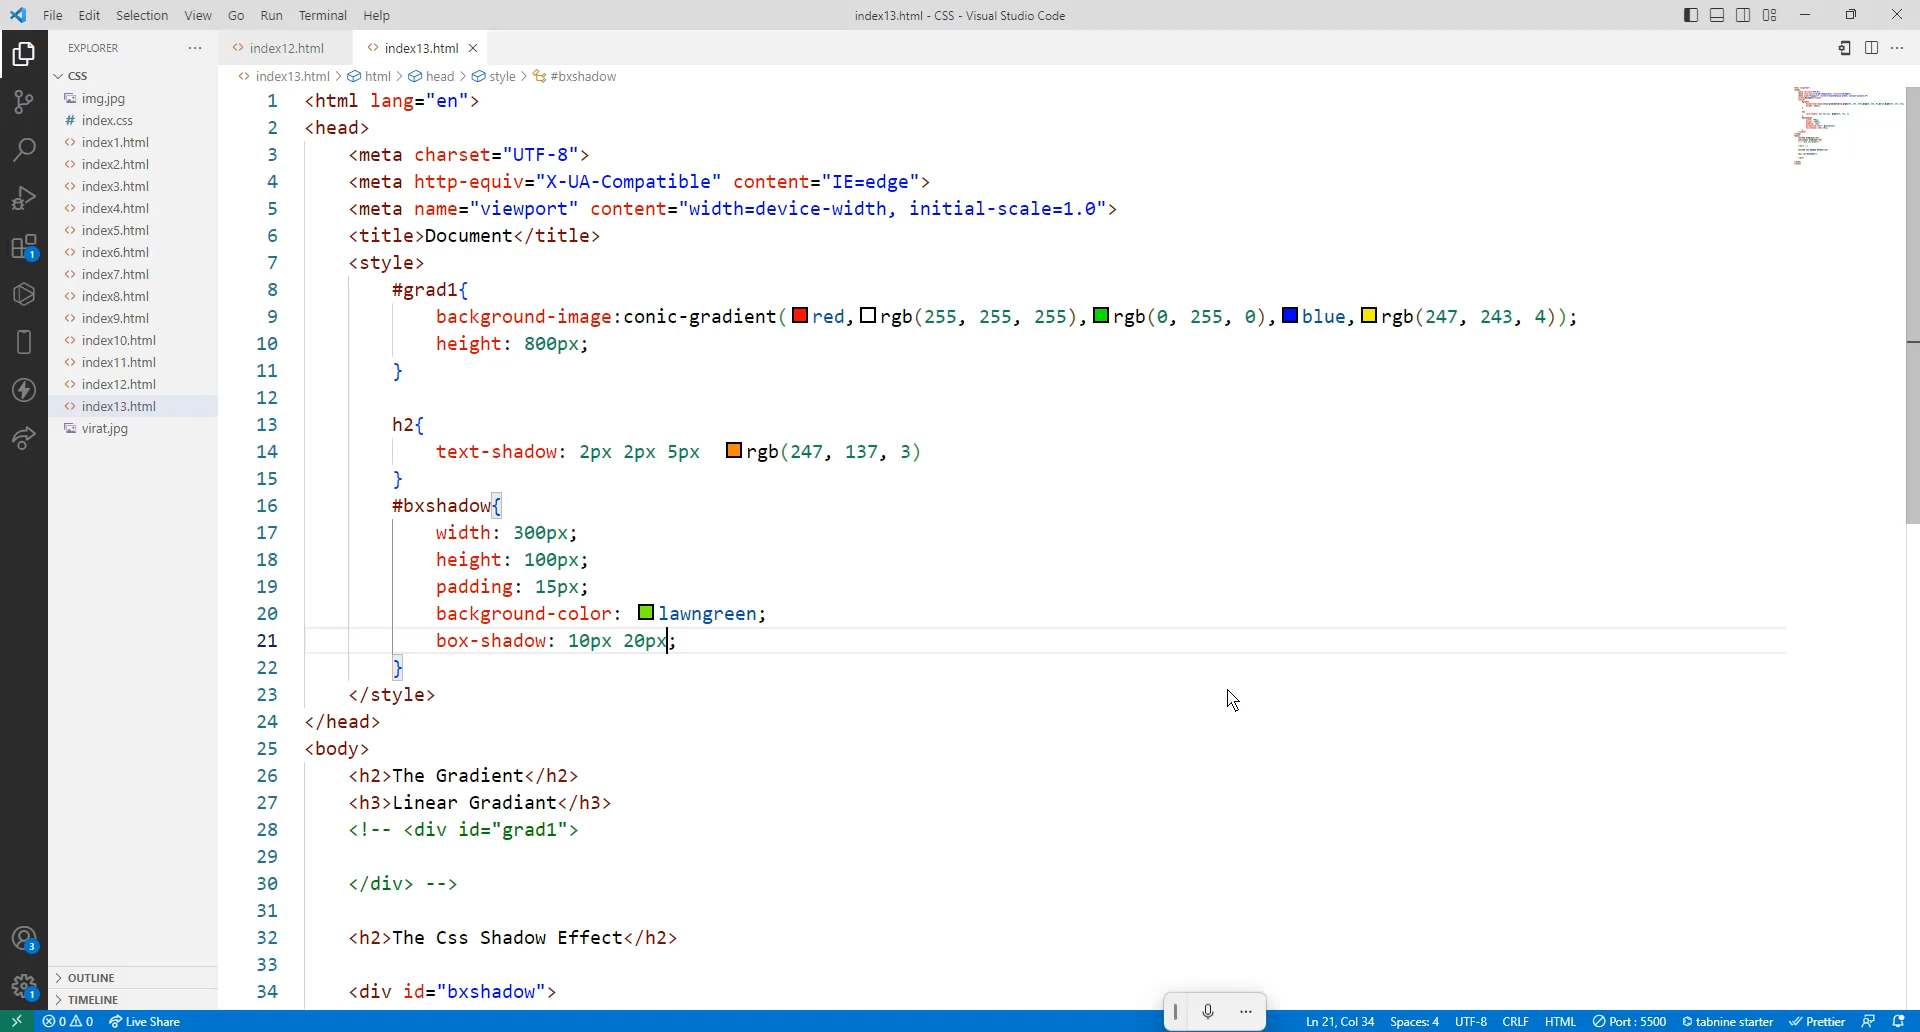 File Edit Selection View Go Run Terminal Help
index13.html - CSS - Visual Studio Code
EXPLORER ···
index12.html
index13.html
index13.html > html > head > style > #bxshadow
CSS
img.jpg
# index.css
<> index1.html
<> index2.html
<> index3.html
<> index4.html
<> index5.html
<> index6.html
<> index7.html
<> index8.html
<> index9.html
<> index10.html
<> index11.html
<> index12.html
<> index13.html
virat.jpg
OUTLINE
TIMELINE
1
3
1
1 <html lang="en">
2 <head>
3 <meta charset="UTF-8">
4 <meta http-equiv="X-UA-Compatible" content="IE=edge">
5 <meta name="viewport" content="width=device-width, initial-scale=1.0">
6 <title>Document</title>
7 <style>
8 #grad1{
9 background-image:conic-gradient(red,rgb(255, 255, 255),rgb(0, 255, 0),blue,rgb(247, 243, 4));
10 height: 800px;
11 }
12
13 h2{
14 text-shadow: 2px 2px 5px rgb(247, 137, 3)
15 }
16 #bxshadow{
17 width: 300px;
18 height: 100px;
19 padding: 15px;
20 background-color: lawngreen;
21 box-shadow: 10px 20px;
22 }
23 </style>
24 </head>
25 <body>
26 <h2>The Gradient</h2>
27 <h3>Linear Gradiant</h3>
28 <!-- <div id="grad1">
29
30 </div> -->
31
32 <h2>The Css Shadow Effect</h2>
33
34 <div id="bxshadow">
0 0 Live Share
Ln 21, Col 34 Spaces: 4 UTF-8 CRLF HTML Port : 5500 tabnine starter Prettier